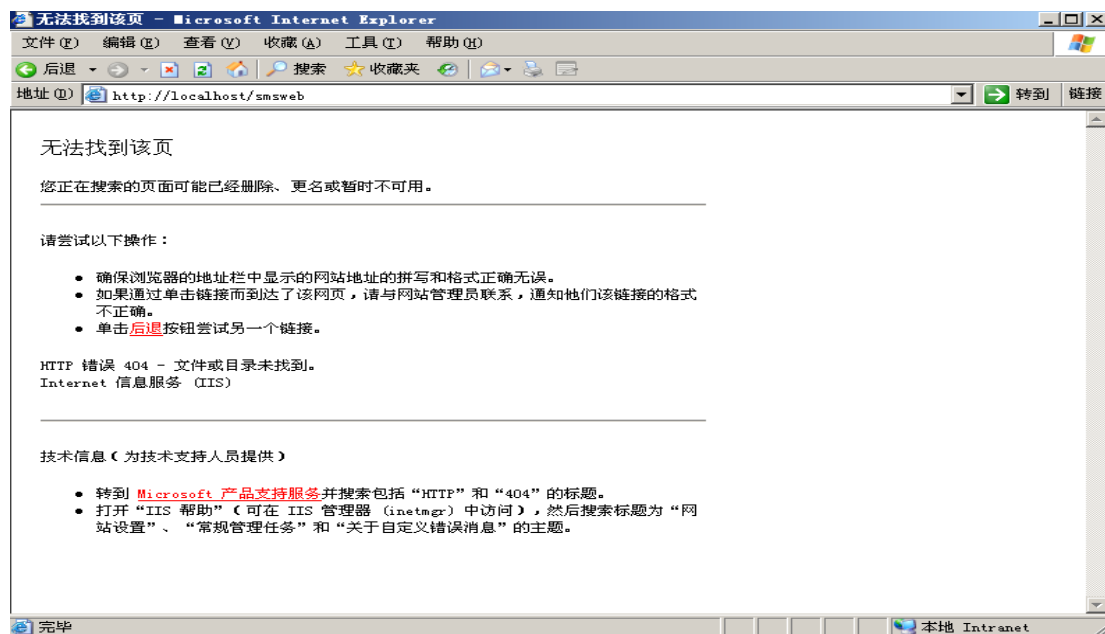 无法找到该页 - Microsoft Internet Explorer
文件(F) 编辑(E) 查看(V) 收藏(A) 工具(T) 帮助(H)
后退 搜索 收藏夹
地址(D) http://localhost/smsweb 转到 链接
无法找到该页
您正在搜索的页面可能已经删除、更名或暂时不可用。
请尝试以下操作：
● 确保浏览器的地址栏中显示的网站地址的拼写和格式正确无误。
● 如果通过单击链接而到达了该网页，请与网站管理员联系，通知他们该链接的格式
不正确。
● 单击后退按钮尝试另一个链接。
HTTP 错误 404 - 文件或目录未找到。
Internet 信息服务 (IIS)
技术信息（为技术支持人员提供）
● 转到 Microsoft 产品支持服务并搜索包括“HTTP”和“404”的标题。
● 打开“IIS 帮助”（可在 IIS 管理器 (inetmgr) 中访问），然后搜索标题为“网
站设置”、“常规管理任务”和“关于自定义错误消息”的主题。
完毕 本地 Intranet